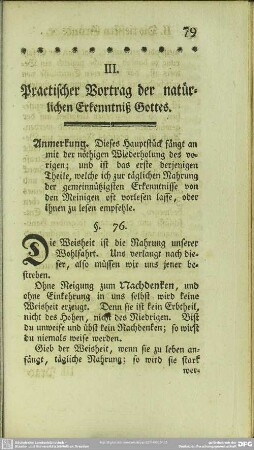 79
III.
Practischer Vortrag der natür-
lichen Erkenntniß Gottes.
Anmerkung. Dieses Hauptstück fängt an
mit der nöthigen Wiederholung des vo-
rigen; und ist das erste derjenigen
Theile, welche ich zur täglichen Nahrung
der gemeinnützigsten Erkenntnisse von
den Meinigen oft vorlesen lasse, oder
ihnen zu lesen empfehle.
§. 76.
Die Weisheit ist die Nahrung unserer
Wohlfahrt. Uns verlangt nach die-
ser, also müssen wir uns jener be-
streben.
Ohne Neigung zum Nachdenken, und
ohne Einkehrung in uns selbst wird keine
Weisheit erzeugt. Denn sie ist kein Erbtheil,
nicht des Hohen, nicht des Niedrigen. Bist
du unweise und übst kein Nachdenken; so wirst
du niemals weise werden.
Gieb der Weisheit, wenn sie zu leben an-
fängt, tägliche Nahrung; so wird sie stark
wer-